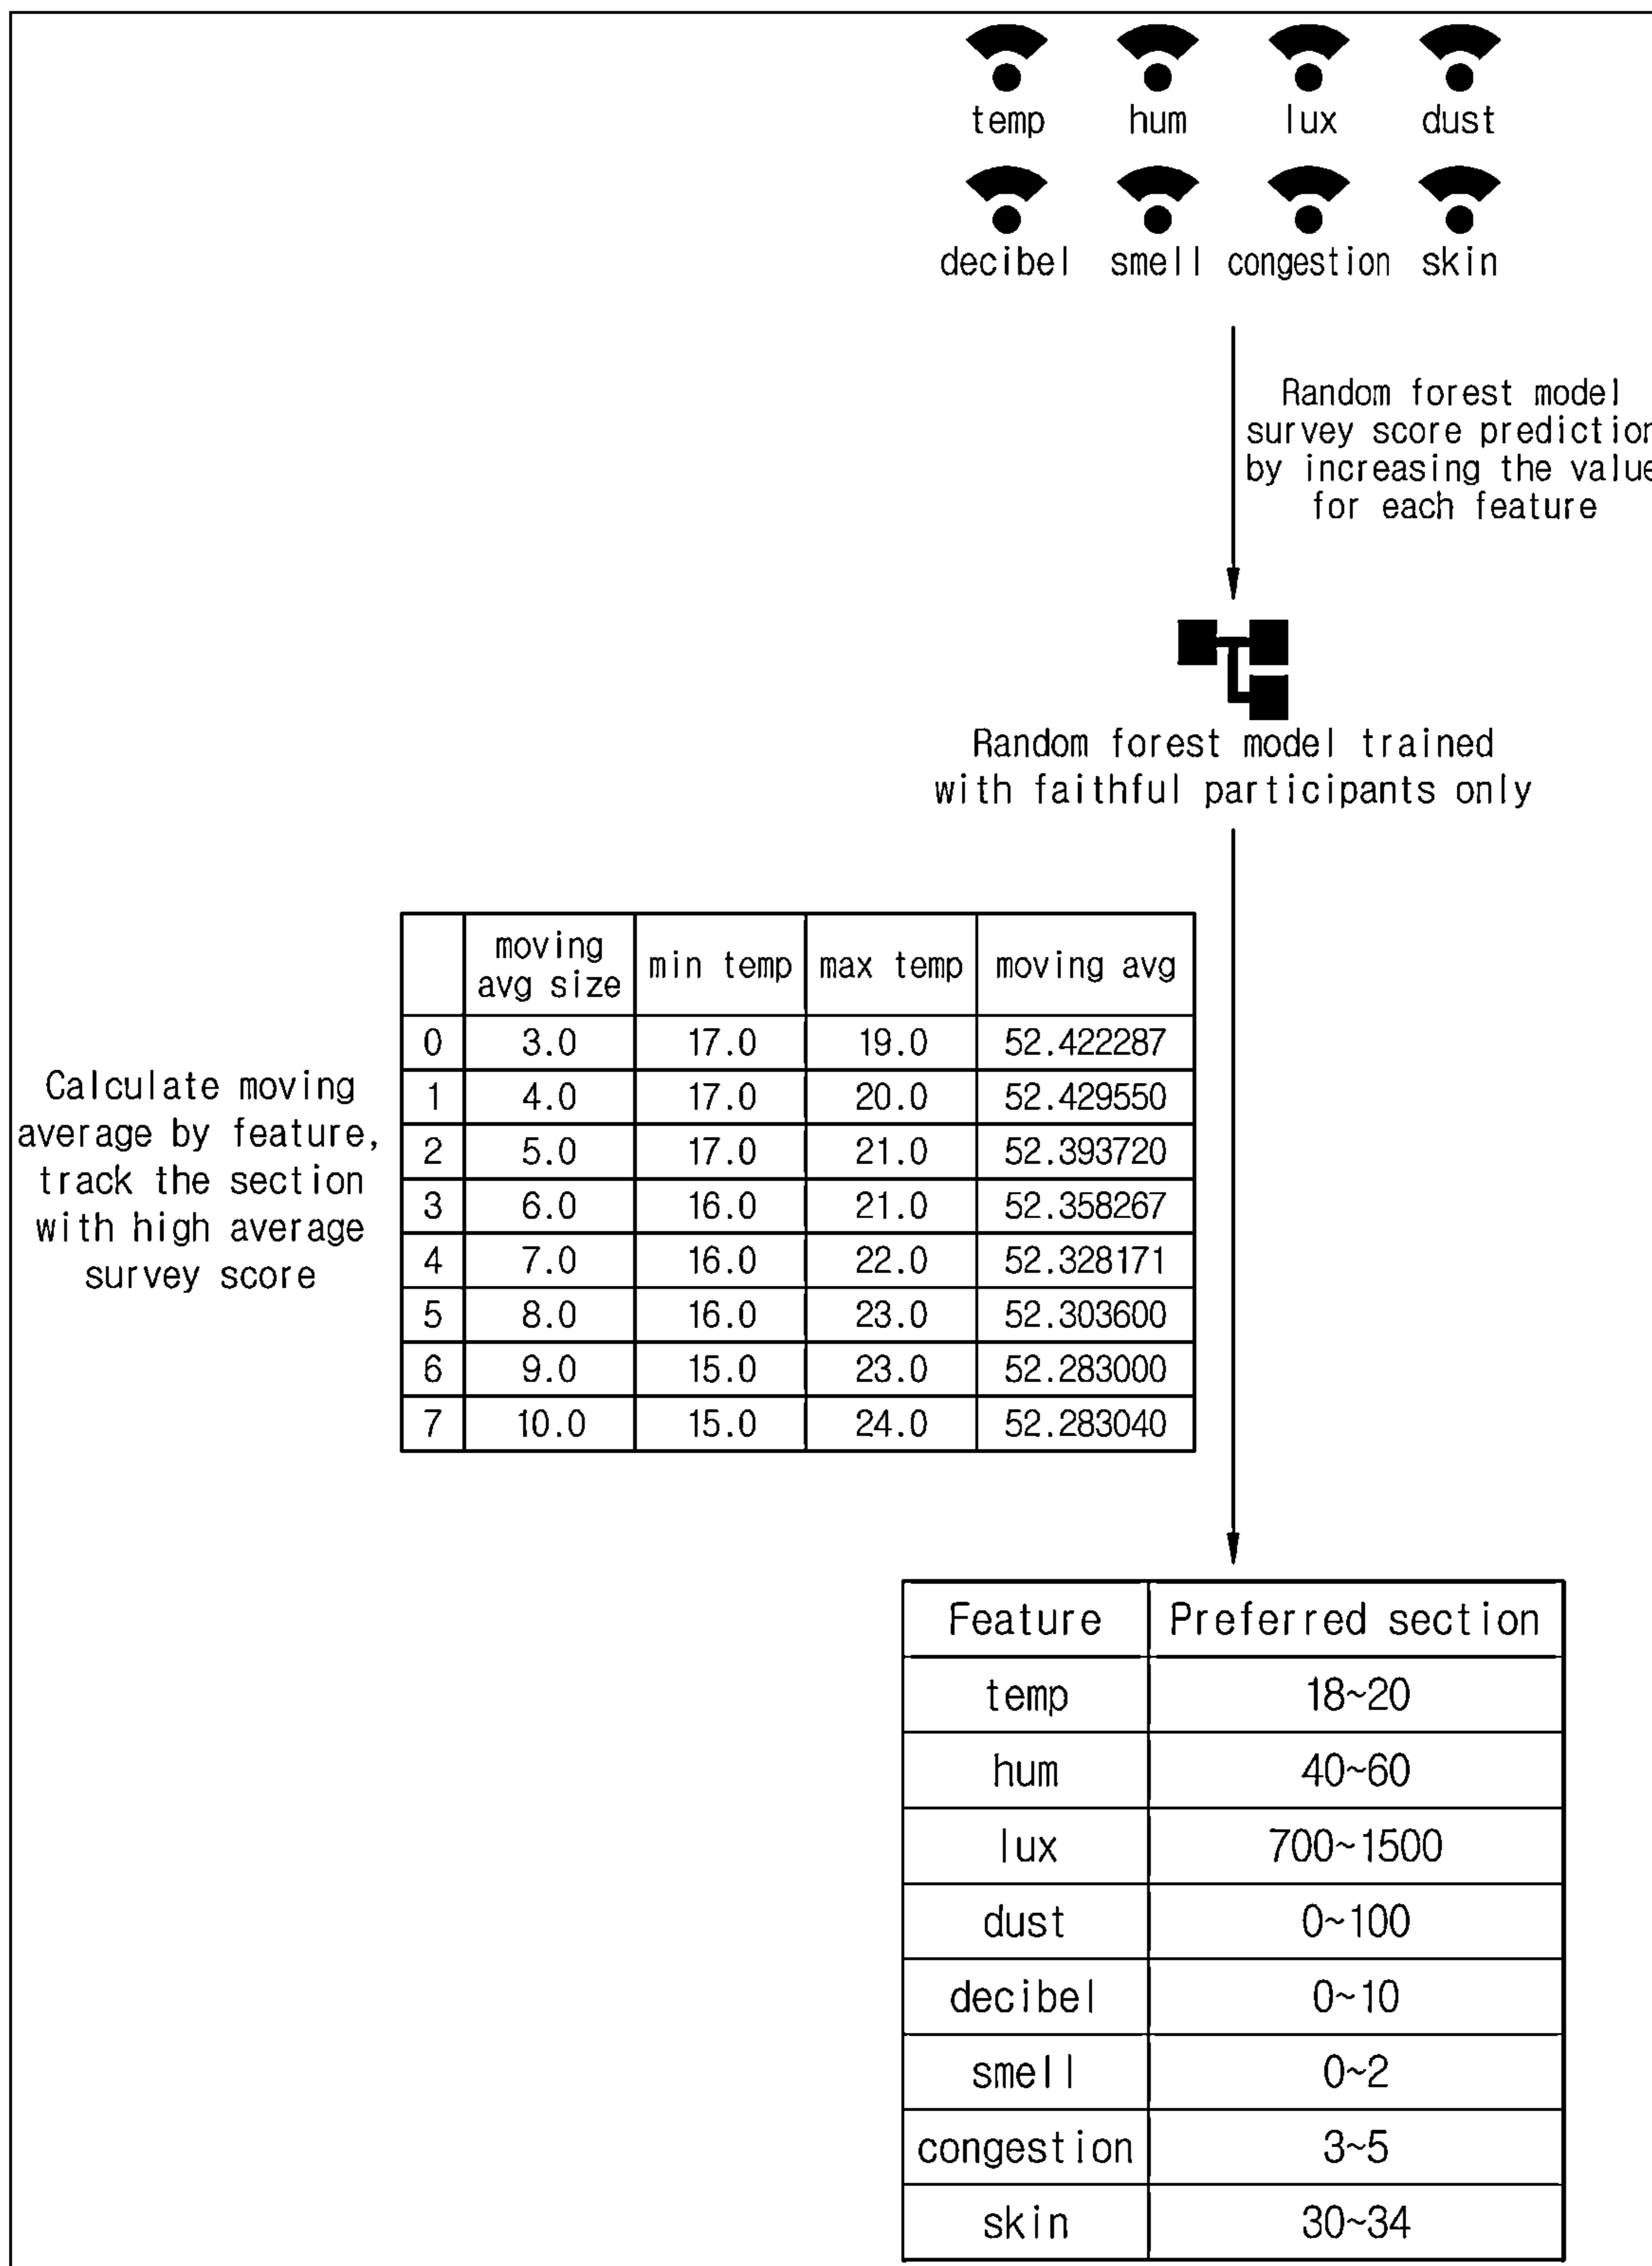 temp hum lux dust
decibel smell congestion skin
Random forest model
survey score prediction
by increasing the value
for each feature
Random forest model trained
with faithful participants only
Calculate moving
average by feature,
track the section
with high average
survey score
moving avg size min temp max temp moving avg
0 3.0 17.0 19.0 52.422287
1 4.0 17.0 20.0 52.429550
2 5.0 17.0 21.0 52.393720
3 6.0 16.0 21.0 52.358267
4 7.0 16.0 22.0 52.328171
5 8.0 16.0 23.0 52.303600
6 9.0 15.0 23.0 52.283000
7 10.0 15.0 24.0 52.283040
Feature Preferred section
temp 18~20
hum 40~60
lux 700~1500
dust 0~100
decibel 0~10
smell 0~2
congestion 3~5
skin 30~34